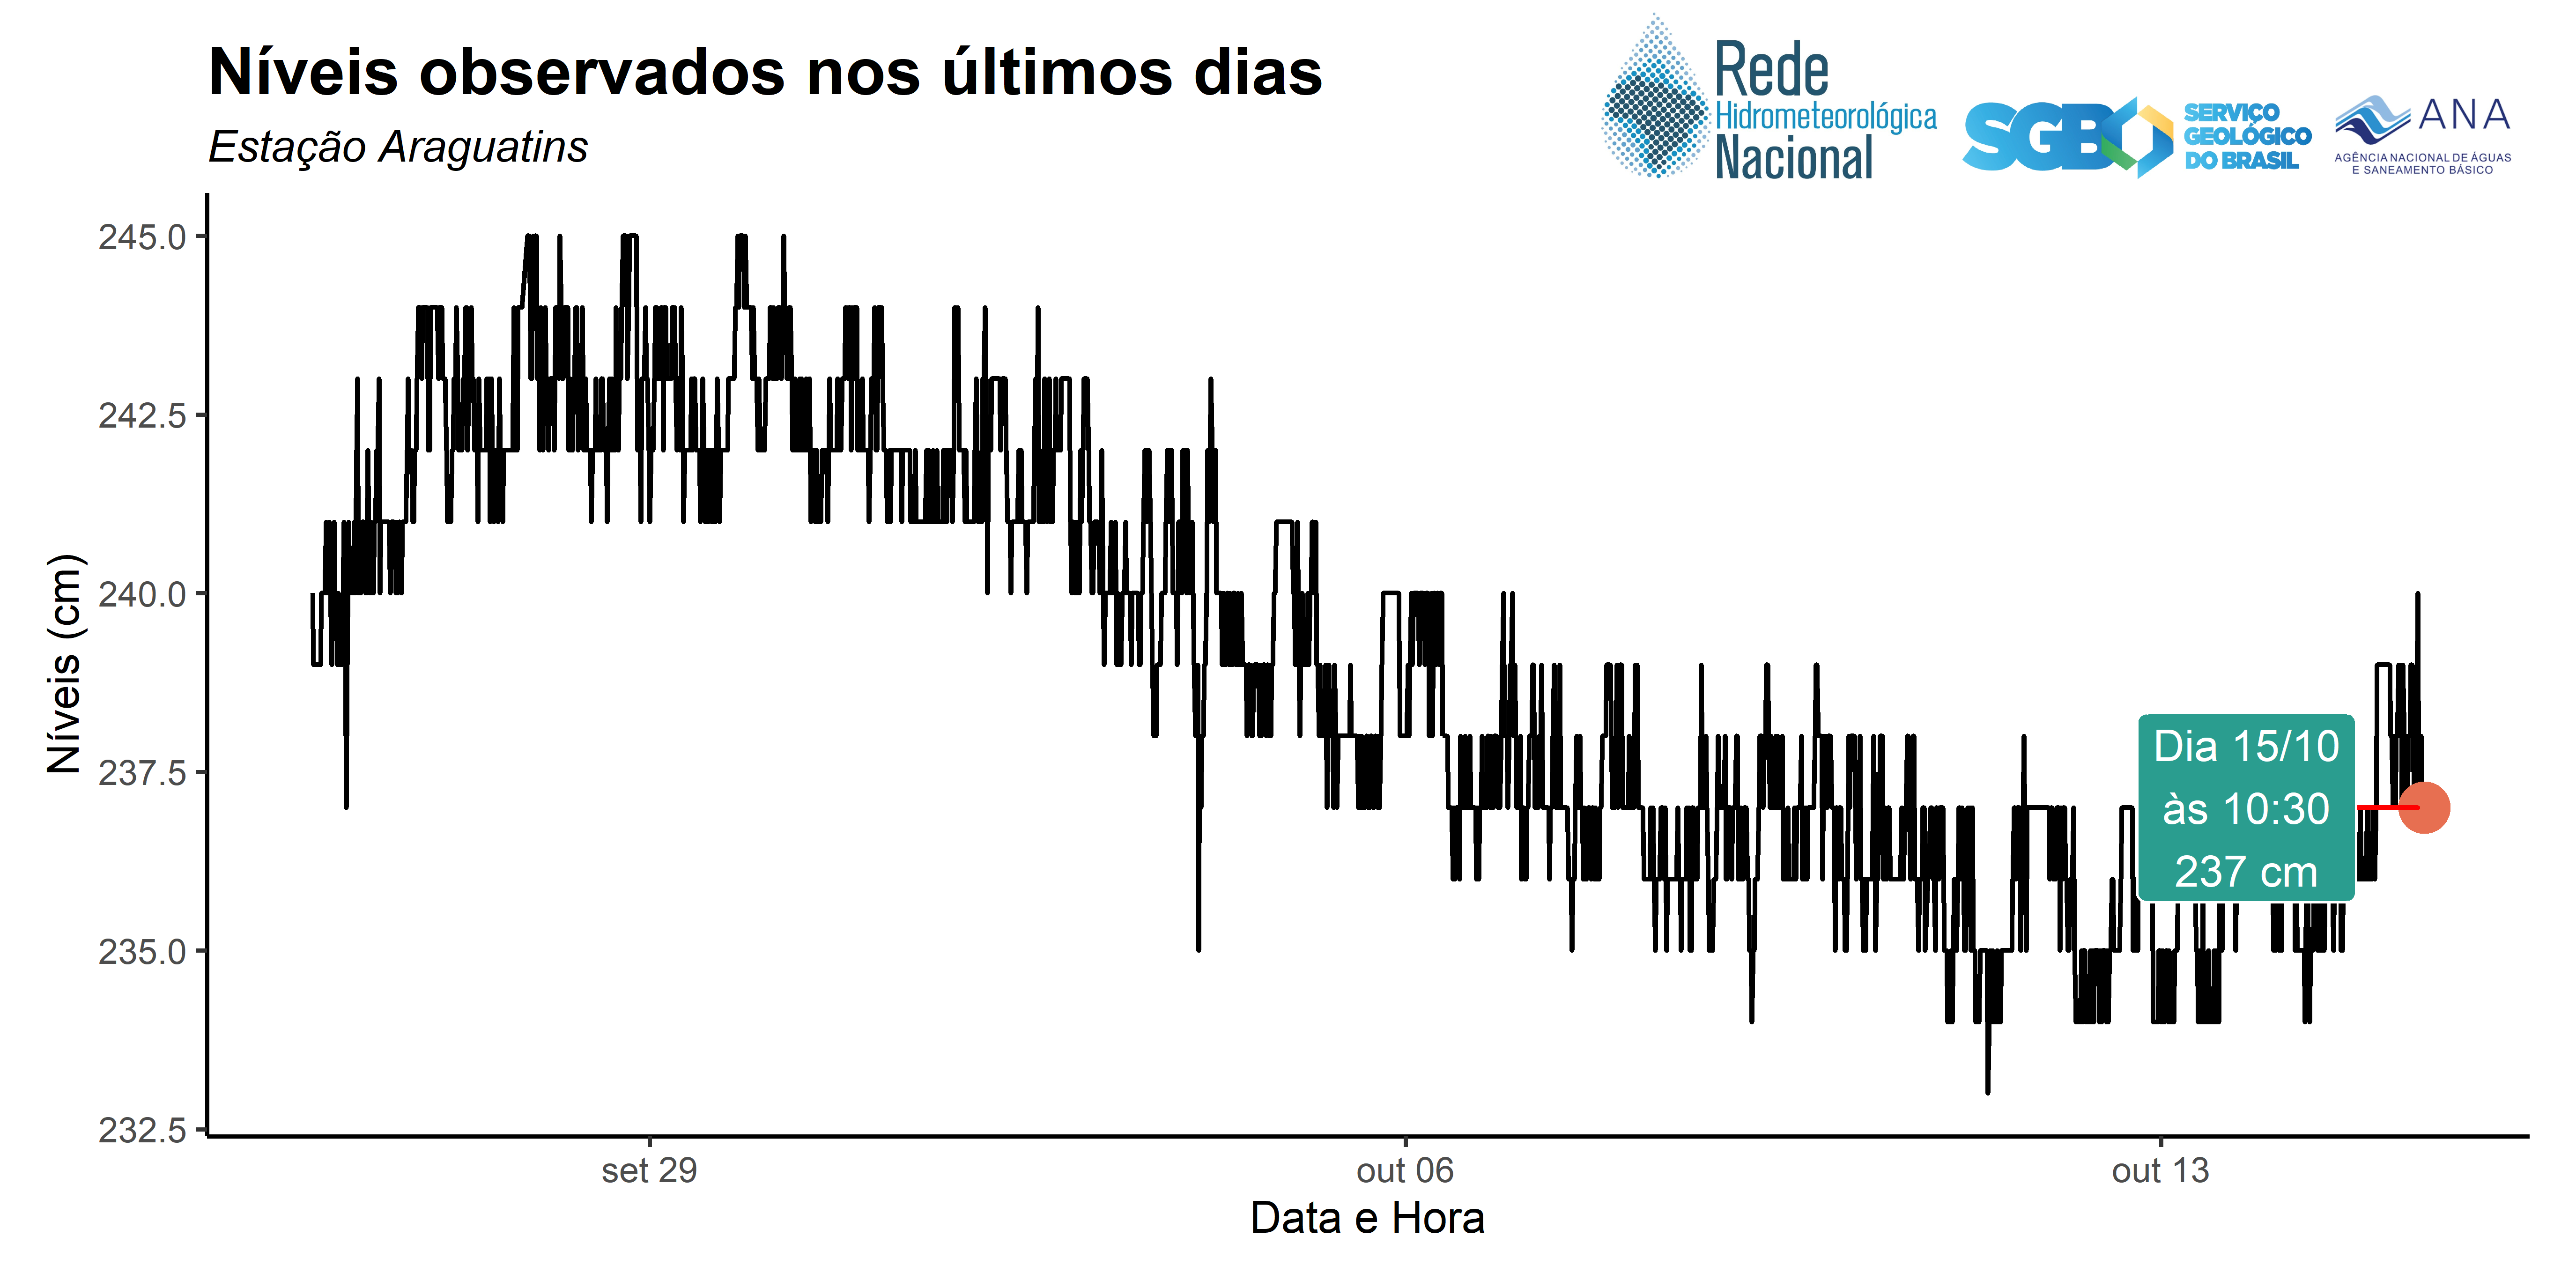 Níveis observados nos últimos dias
Estação Araguatins
Rede
Hidrometeorológica
Nacional
SGB
SERVIÇO
GEOLÓGICO
DO BRASIL
ANA
AGÊNCIA NACIONAL DE ÁGUAS
E SANEAMENTO BÁSICO
Níveis (cm)
245.0
242.5
240.0
237.5
235.0
232.5
Dia 15/10
às 10:30
237 cm
set 29
out 06
out 13
Data e Hora